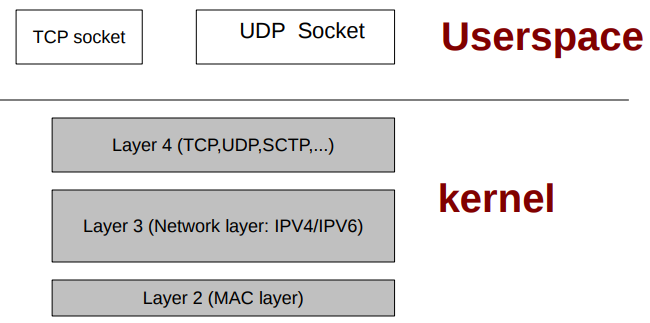 TCP socket
UDP  Socket
Userspace
Layer 4 (TCP,UDP,SCTP,...)
kernel
Layer 3 (Network layer: IPV4/IPV6)
Layer 2 (MAC layer)